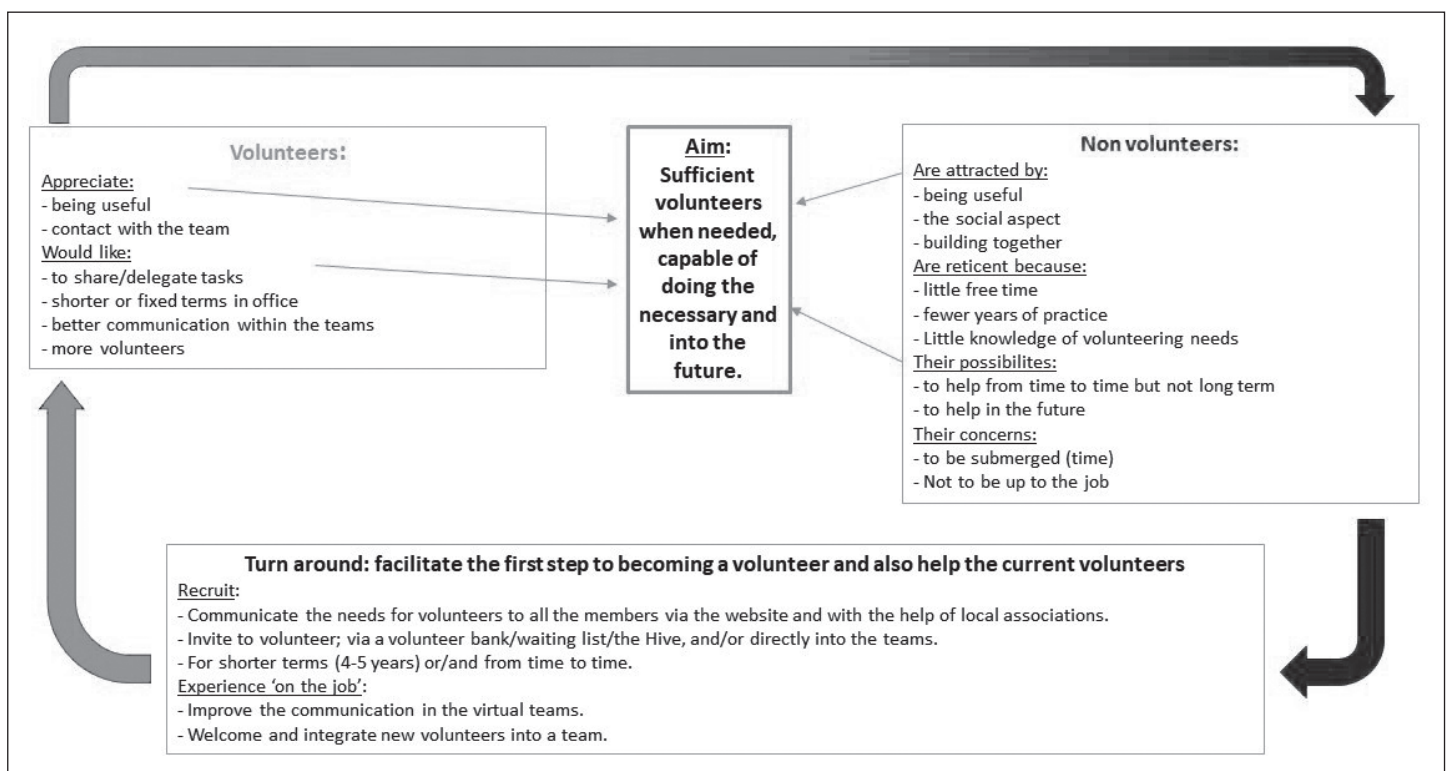 Volunteers:
Appreciate:
- being useful
- contact with the team
Would like:
- to share/delegate tasks
- shorter or fixed terms in office
- better communication within the teams
- more volunteers
Aim:
Sufficient
volunteers
when needed,
capable of
doing the
necessary and
into the
future.
Non volunteers:
Are attracted by:
- being useful
- the social aspect
- building together
Are reticent because:
- little free time
- fewer years of practice
- Little knowledge of volunteering needs
Their possibilites:
- to help from time to time but not long term
- to help in the future
Their concerns:
- to be submerged (time)
- Not to be up to the job
Turn around: facilitate the first step to becoming a volunteer and also help the current volunteers
Recruit:
- Communicate the needs for volunteers to all the members via the website and with the help of local associations.
- Invite to volunteer; via a volunteer bank/waiting list/the Hive, and/or directly into the teams.
- For shorter terms (4-5 years) or/and from time to time.
Experience ‘on the job’:
- Improve the communication in the virtual teams.
- Welcome and integrate new volunteers into a team.